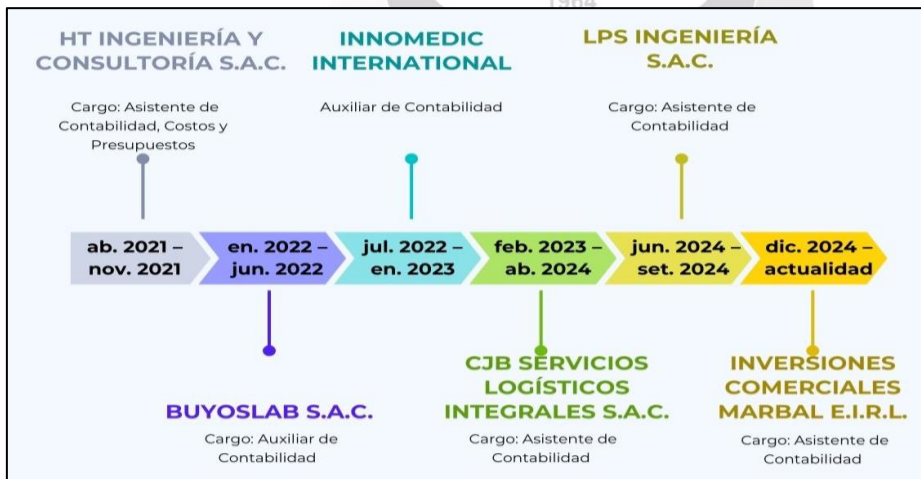 1984
HT INGENIERÍA Y
CONSULTORÍA S.A.C.
Cargo: Asistente de
Contabilidad, Costos y
Presupuestos
INNOMEDIC
INTERNATIONAL
Auxiliar de Contabilidad
LPS INGENIERÍA
S.A.C.
Cargo: Asistente de
Contabilidad
ab. 2021 –
nov. 2021
en. 2022 –
jun. 2022
jul. 2022 –
en. 2023
feb. 2023 –
ab. 2024
jun. 2024 –
set. 2024
dic. 2024 –
actualidad
BUYOSLAB S.A.C.
Cargo: Auxiliar de
Contabilidad
CJB SERVICIOS
LOGÍSTICOS
INTEGRALES S.A.C.
Cargo: Asistente de
Contabilidad
INVERSIONES
COMERCIALES
MARBAL E.I.R.L.
Cargo: Asistente de
Contabilidad